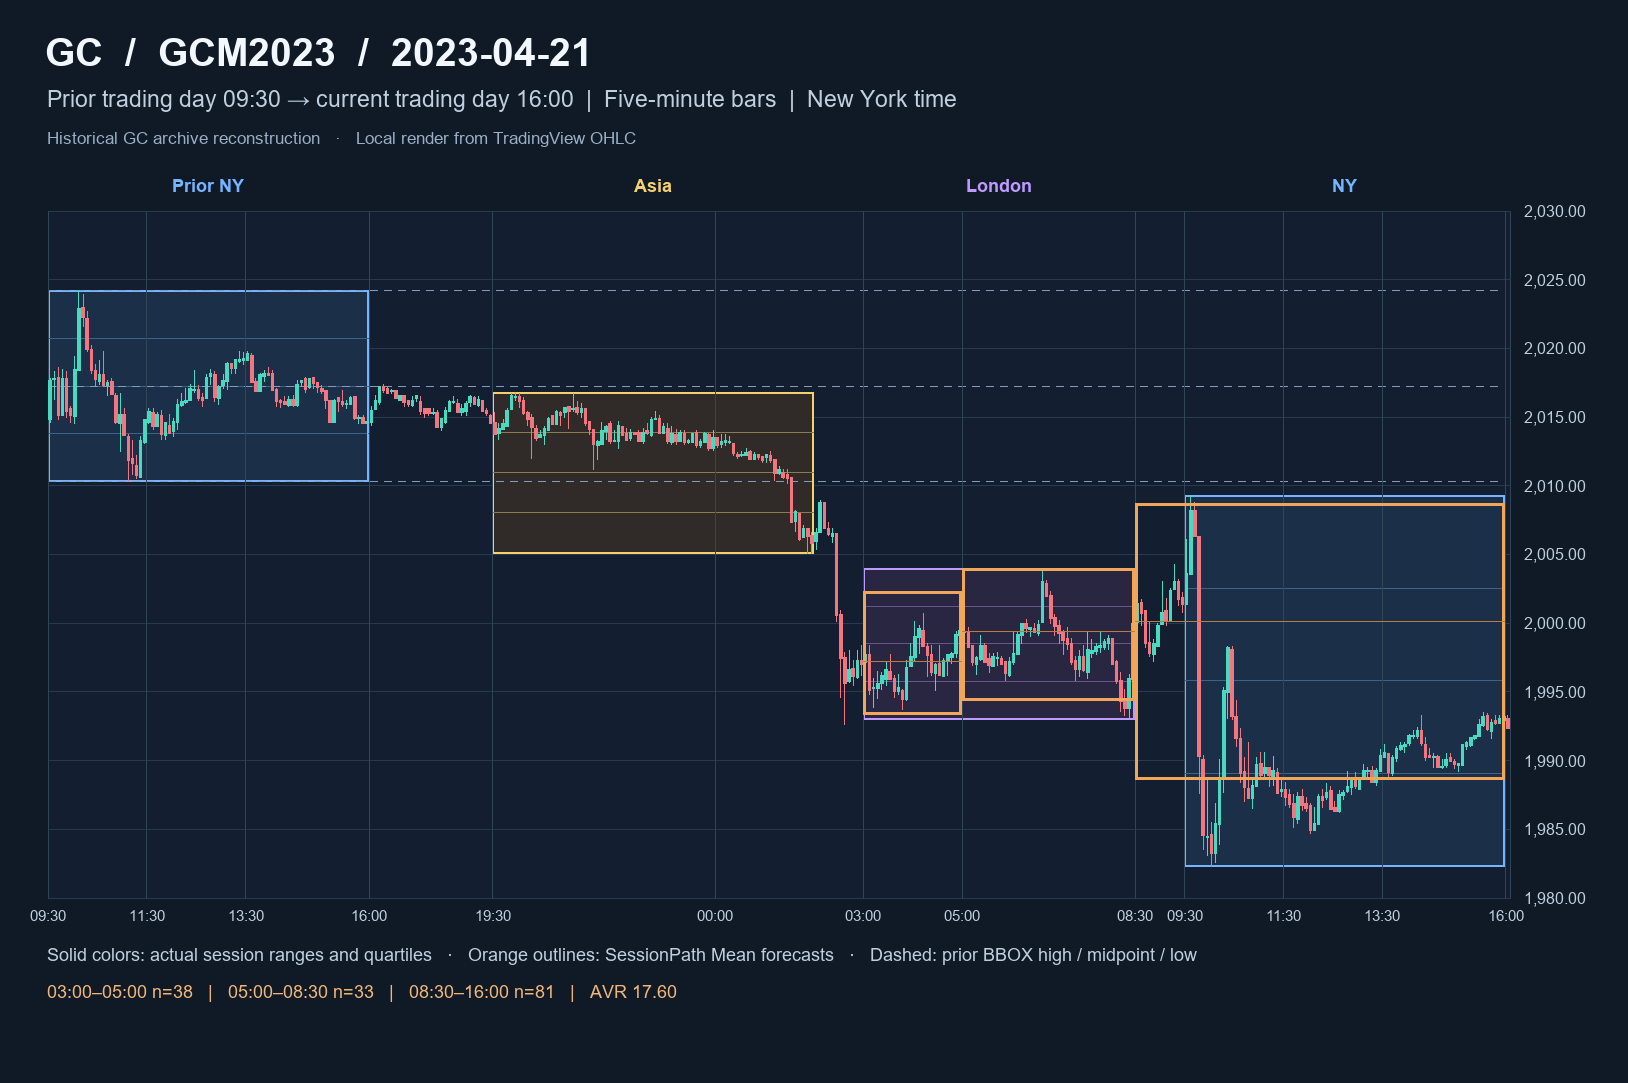 GC / GCM2023 / 2023-04-21
Prior trading day 09:30 → current trading day 16:00 | Five-minute bars | New York time
Historical GC archive reconstruction · Local render from TradingView OHLC
Prior NY Asia London NY
2,030.00
2,025.00
2,020.00
2,015.00
2,010.00
2,005.00
2,000.00
1,995.00
1,990.00
1,985.00
1,980.00
09:30 11:30 13:30 16:00 19:30 00:00 03:00 05:00 08:30 09:30 11:30 13:30 16:00
Solid colors: actual session ranges and quartiles · Orange outlines: SessionPath Mean forecasts · Dashed: prior BBOX high / midpoint / low
03:00–05:00 n=38 | 05:00–08:30 n=33 | 08:30–16:00 n=81 | AVR 17.60